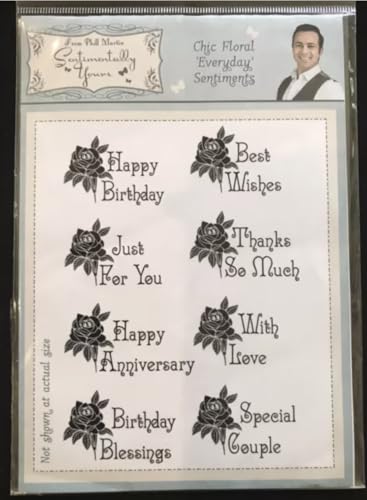 from Phill Martin
Sentimentally
Yours
Chic Floral
'Everyday'
Sentiments
Happy
Birthday
Best
Wishes
Just
For You
Thanks
So Much
Happy
Anniversary
With
Love
Birthday
Blessings
Special
Couple
Not shown at actual size